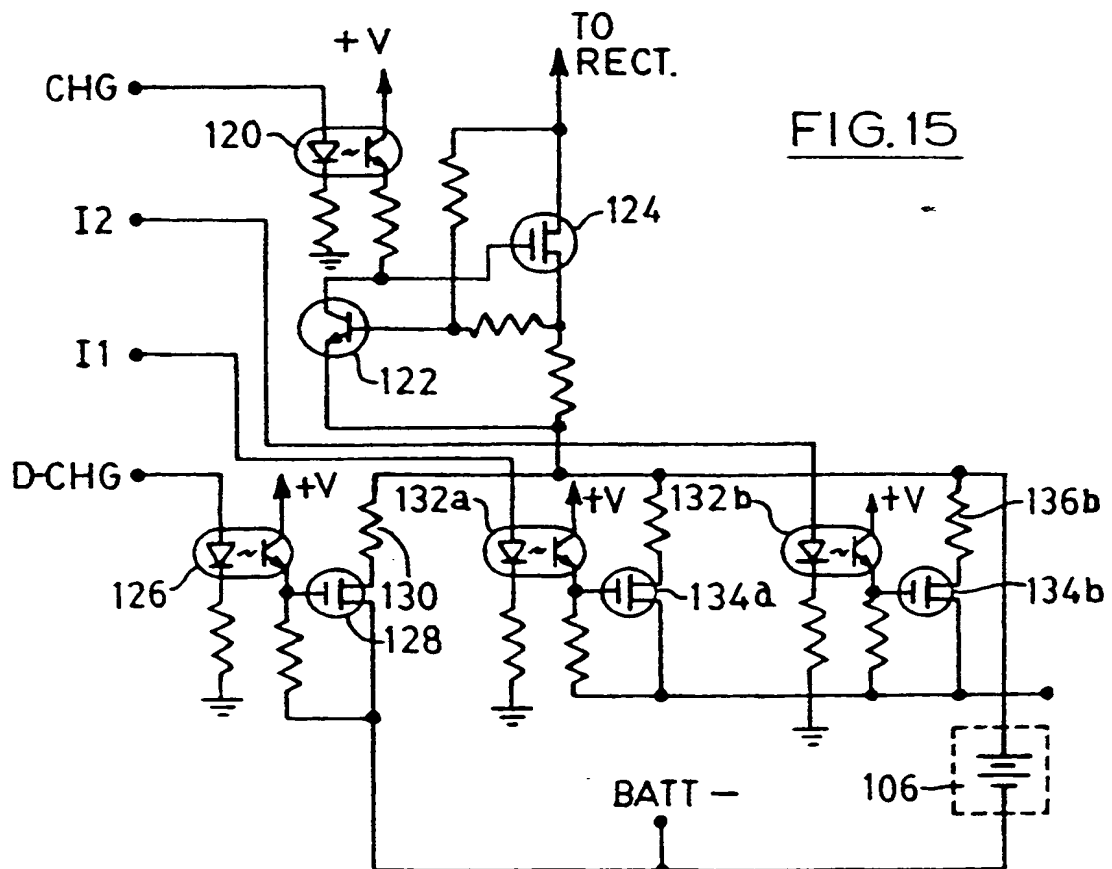 TO
RECT.
+V
CHG
FIG. 15
120
124
I2
I1
122
D-CHG
+V
132a
+V
132b
+V
136b
126
130
134a
134b
128
106
BATT −